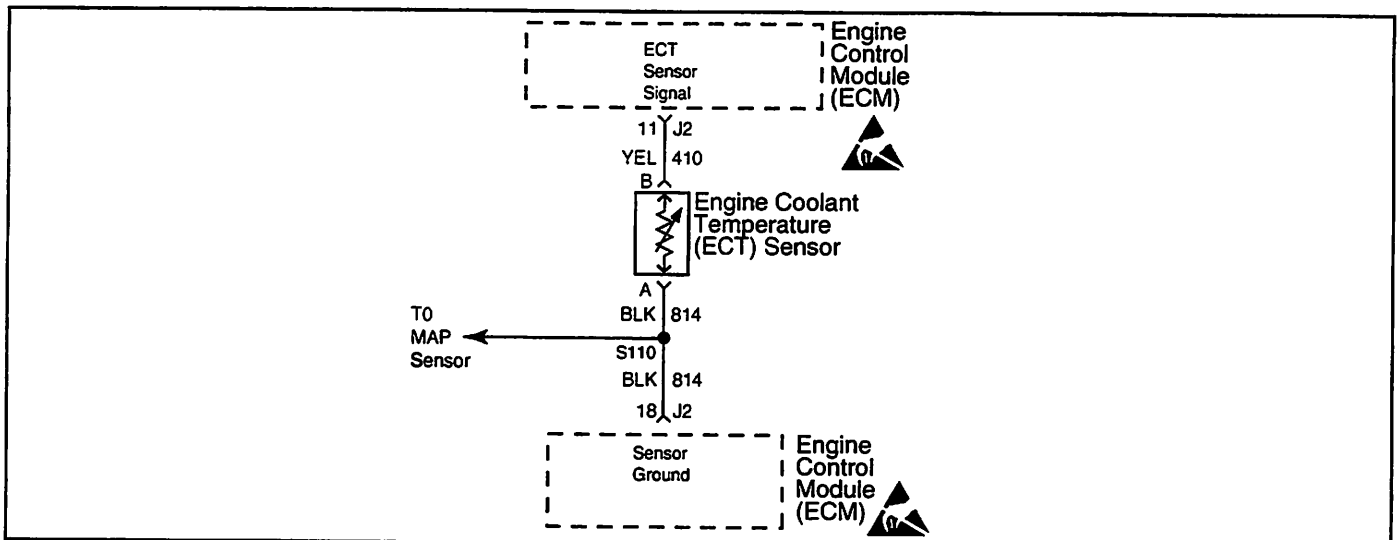 ECT
Sensor
Signal
Engine
Control
Module
(ECM)
11 J2
YEL 410
B
Engine Coolant
Temperature
(ECT) Sensor
A
BLK 814
T0
MAP
Sensor
S110
BLK 814
18 J2
Sensor
Ground
Engine
Control
Module
(ECM)